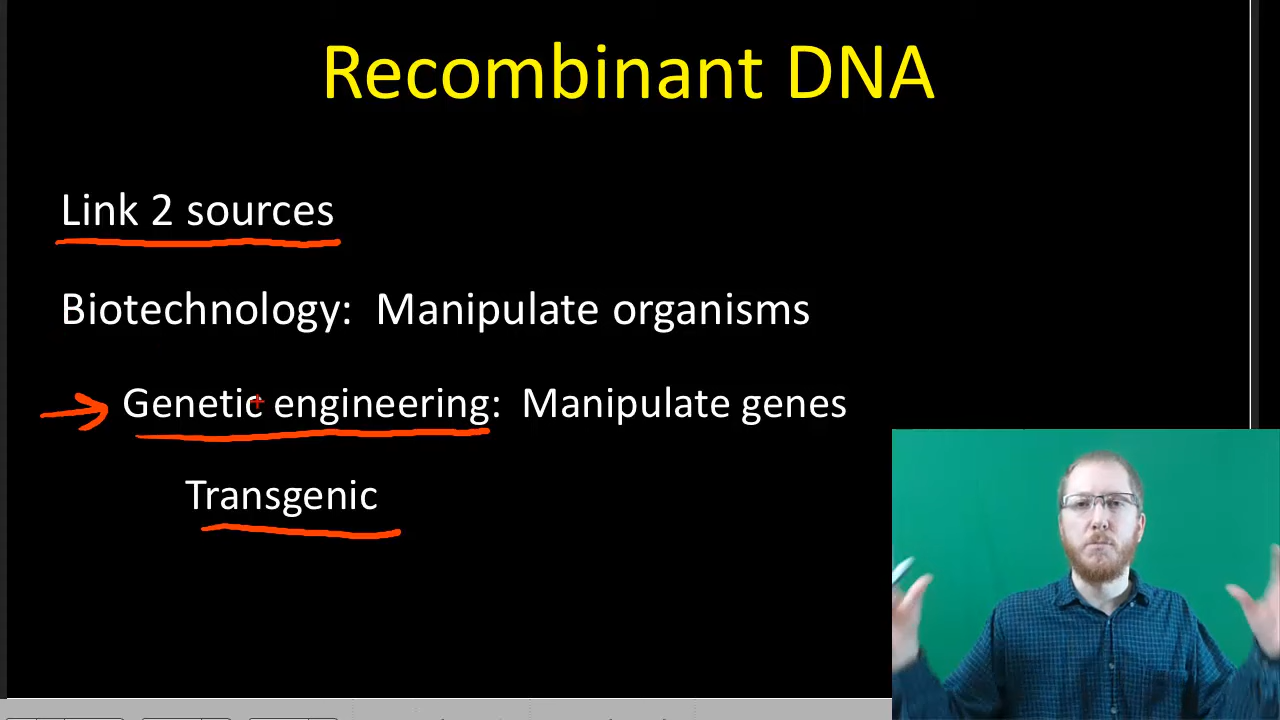 Recombinant DNA
Link 2 sources
Biotechnology: Manipulate organisms
Genetic engineering: Manipulate genes
Transgenic